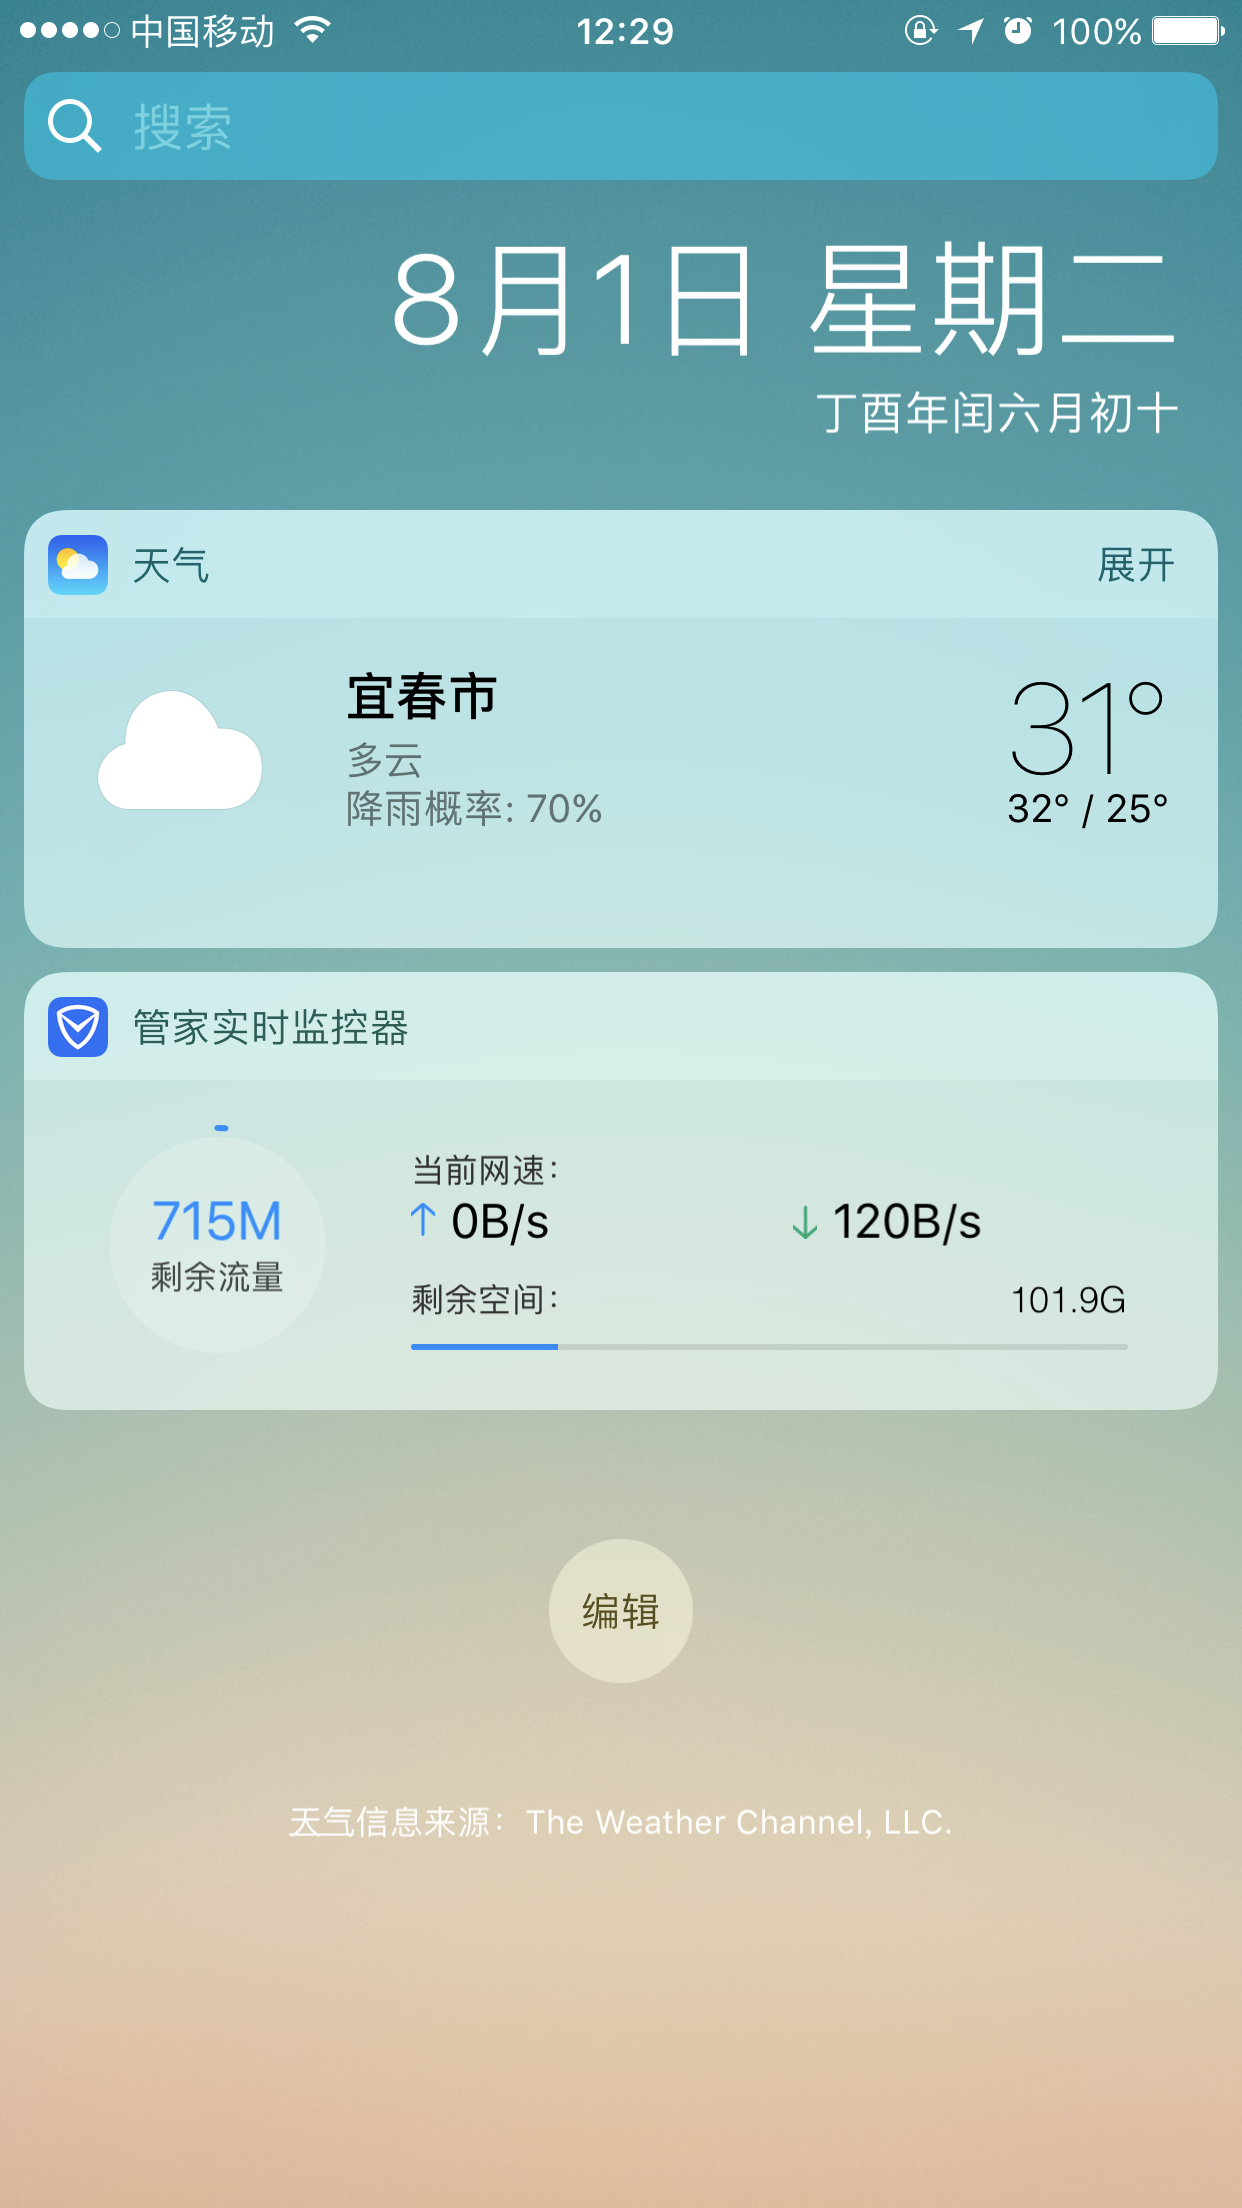 中国移动 12:29 100%
搜索
8月1日 星期二
丁酉年闰六月初十
天气 展开
宜春市
多云
降雨概率: 70%
31°
32° / 25°
管家实时监控器
715M
剩余流量
当前网速:
↑ 0B/s ↓ 120B/s
剩余空间: 101.9G
编辑
天气信息来源: The Weather Channel, LLC.